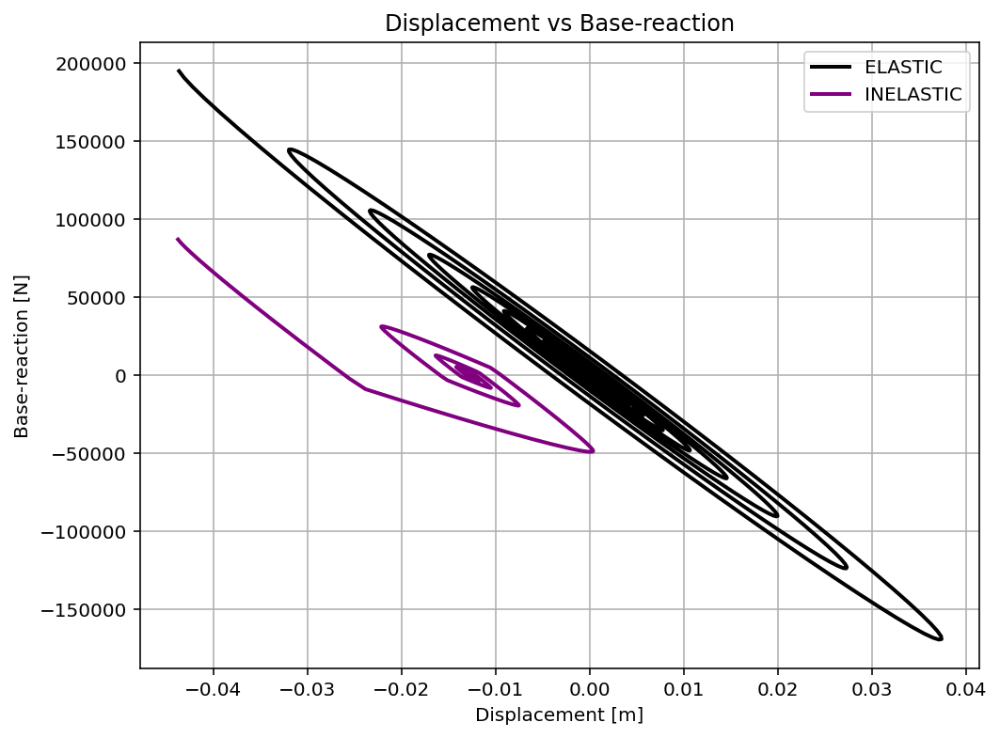 Displacement vs Base-reaction
ELASTIC
INELASTIC
Base-reaction [N]
200000
150000
100000
50000
0
−50000
−100000
−150000
−0.04 −0.03 −0.02 −0.01 0.00 0.01 0.02 0.03 0.04
Displacement [m]